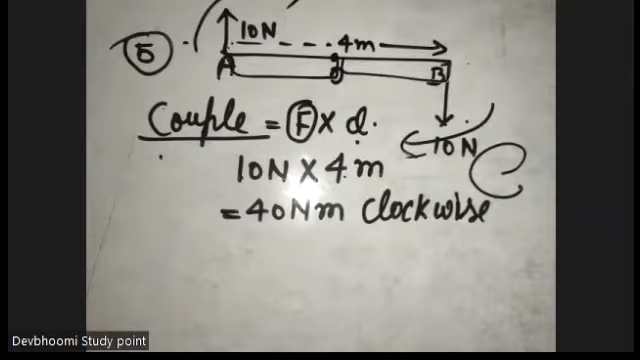 5
10N
4m
A
O
B
Couple = F × d.
10N
10N × 4m
= 40Nm clockwise
Devbhoomi Study point